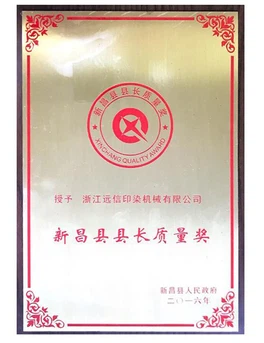 新昌县县长质量奖
XINCHANG QUALITY AWARD
授予 浙江远信印染机械有限公司
新昌县县长质量奖
新昌县人民政府
二〇一六年